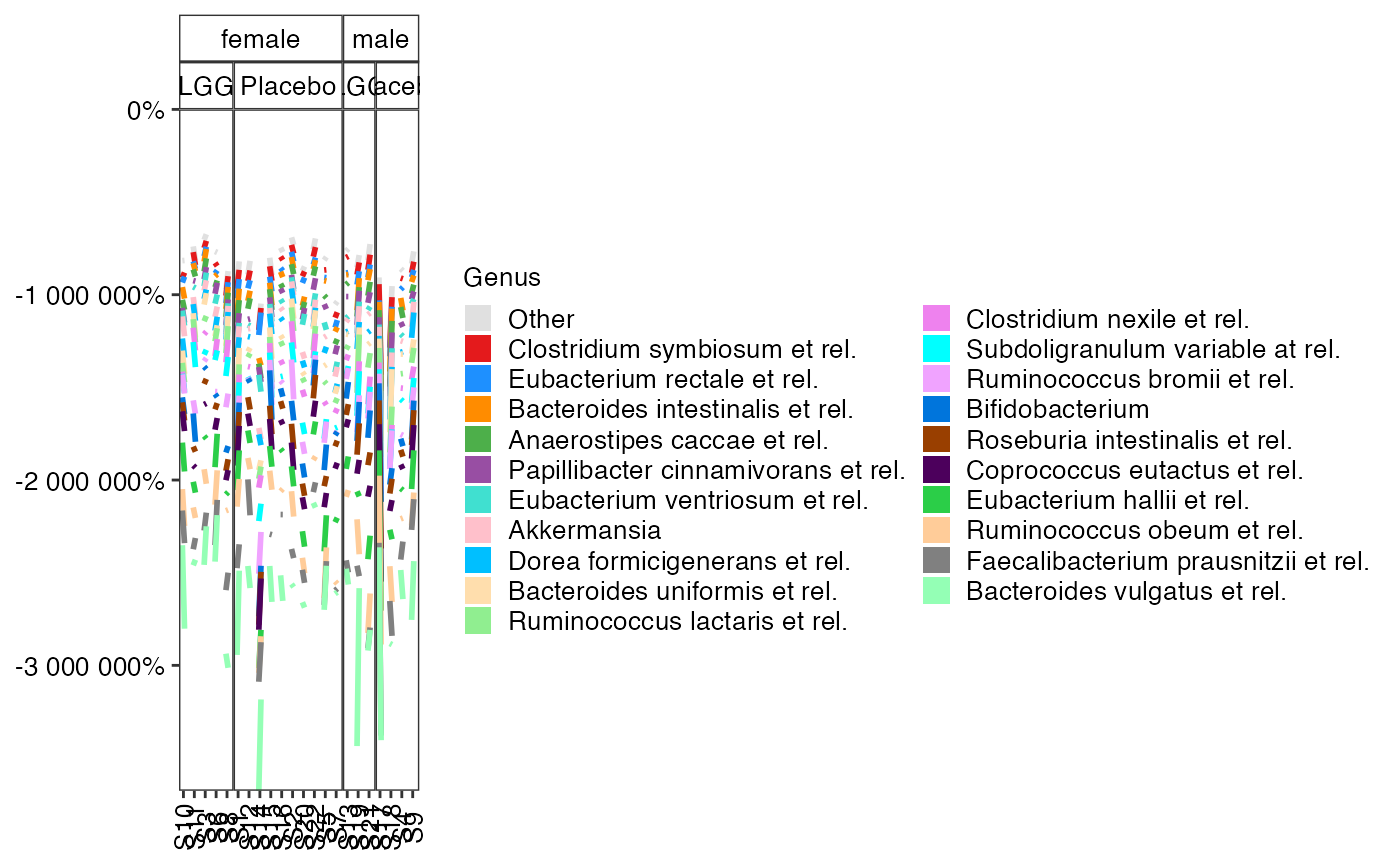 female male
LGG Placebo
0%
-1 000 000%
-2 000 000%
-3 000 000%
S10
S9
Genus
Other
Clostridium symbiosum et rel.
Eubacterium rectale et rel.
Bacteroides intestinalis et rel.
Anaerostipes caccae et rel.
Papillibacter cinnamivorans et rel.
Eubacterium ventriosum et rel.
Akkermansia
Dorea formicigenerans et rel.
Bacteroides uniformis et rel.
Ruminococcus lactaris et rel.
Clostridium nexile et rel.
Subdoligranulum variable at rel.
Ruminococcus bromii et rel.
Bifidobacterium
Roseburia intestinalis et rel.
Coprococcus eutactus et rel.
Eubacterium hallii et rel.
Ruminococcus obeum et rel.
Faecalibacterium prausnitzii et rel.
Bacteroides vulgatus et rel.